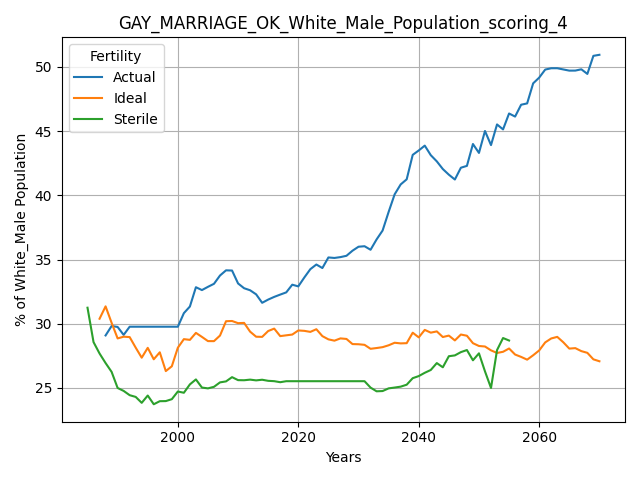 GAY_MARRIAGE_OK_White_Male_Population_scoring_4
Fertility
Actual
Ideal
Sterile
% of White_Male Population
50
45
40
35
30
25
2000
2020
2040
2060
Years